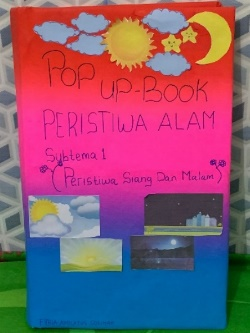 POP
UP-BOOK
PERISTIWA ALAM
Subtema 1
(Peristiwa Siang Dan Malam)